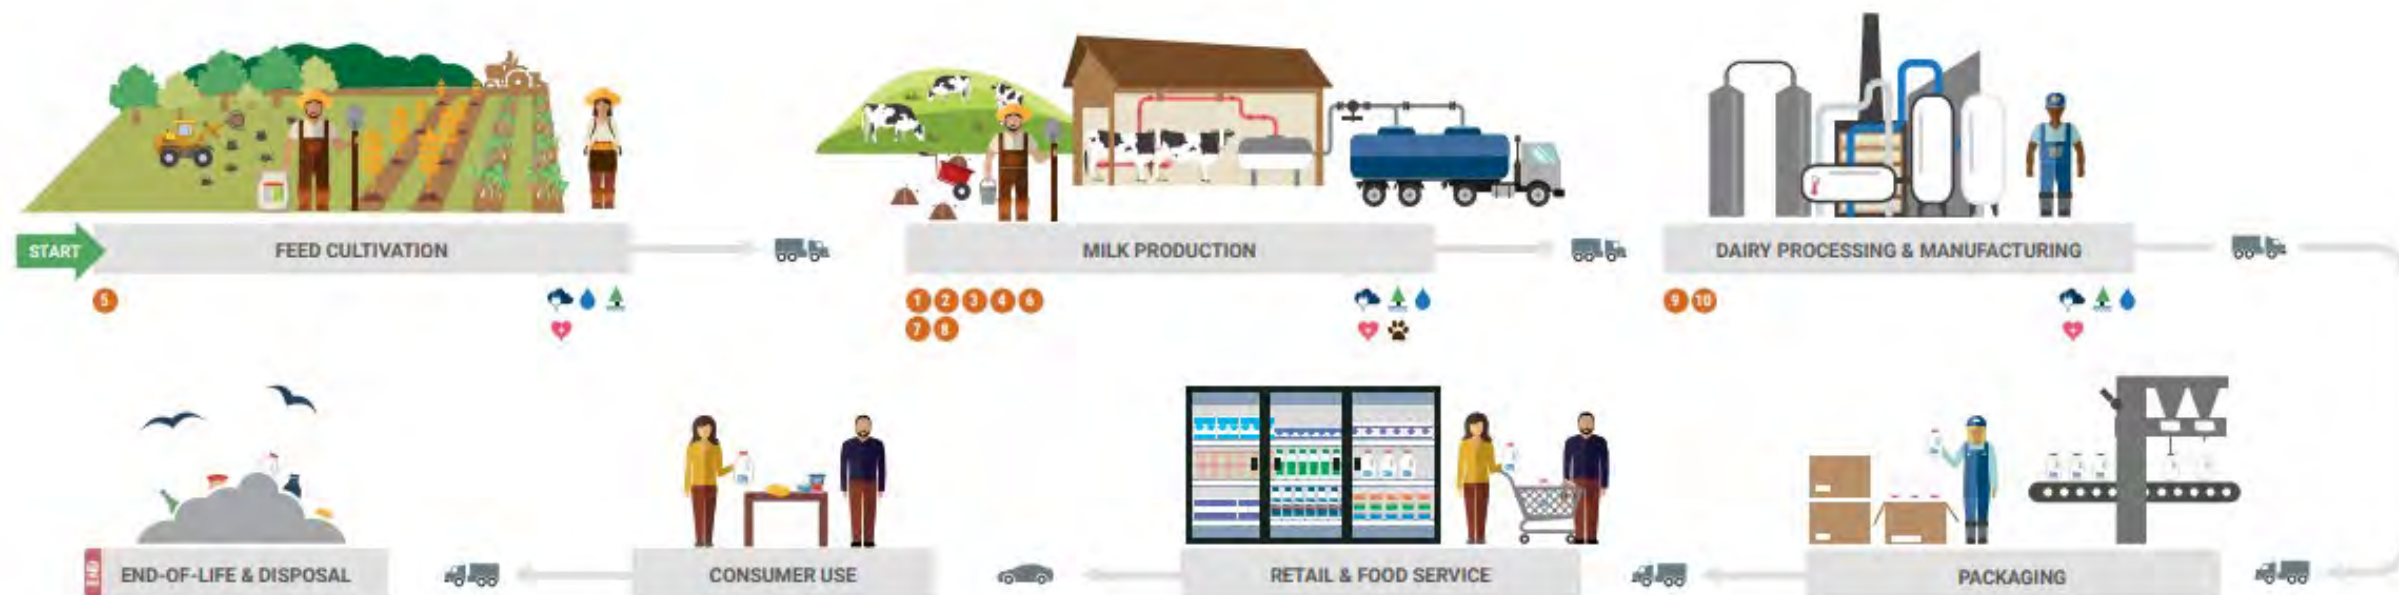 START
FEED CULTIVATION
MILK PRODUCTION
DAIRY PROCESSING & MANUFACTURING
5
1 2 3 4 6
7 8
9 10
END
END-OF-LIFE & DISPOSAL
CONSUMER USE
RETAIL & FOOD SERVICE
PACKAGING